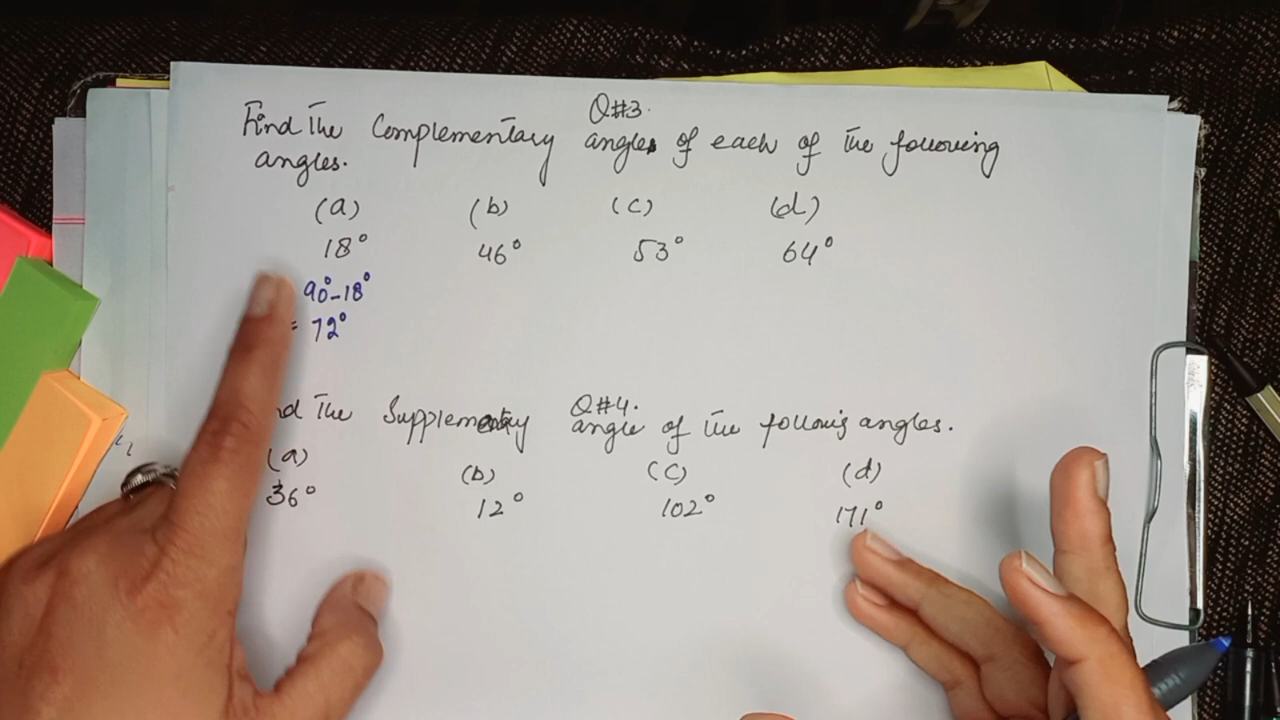 Q#3.
Find The Complementary angles of each of the following
angles.
(a) (b) (c) (d)
18° 46° 53° 64°
90°-18°
= 72°
Q#4.
nd The Supplementary angle of the following angles.
(a) (b) (c) (d)
36° 12° 102° 171°